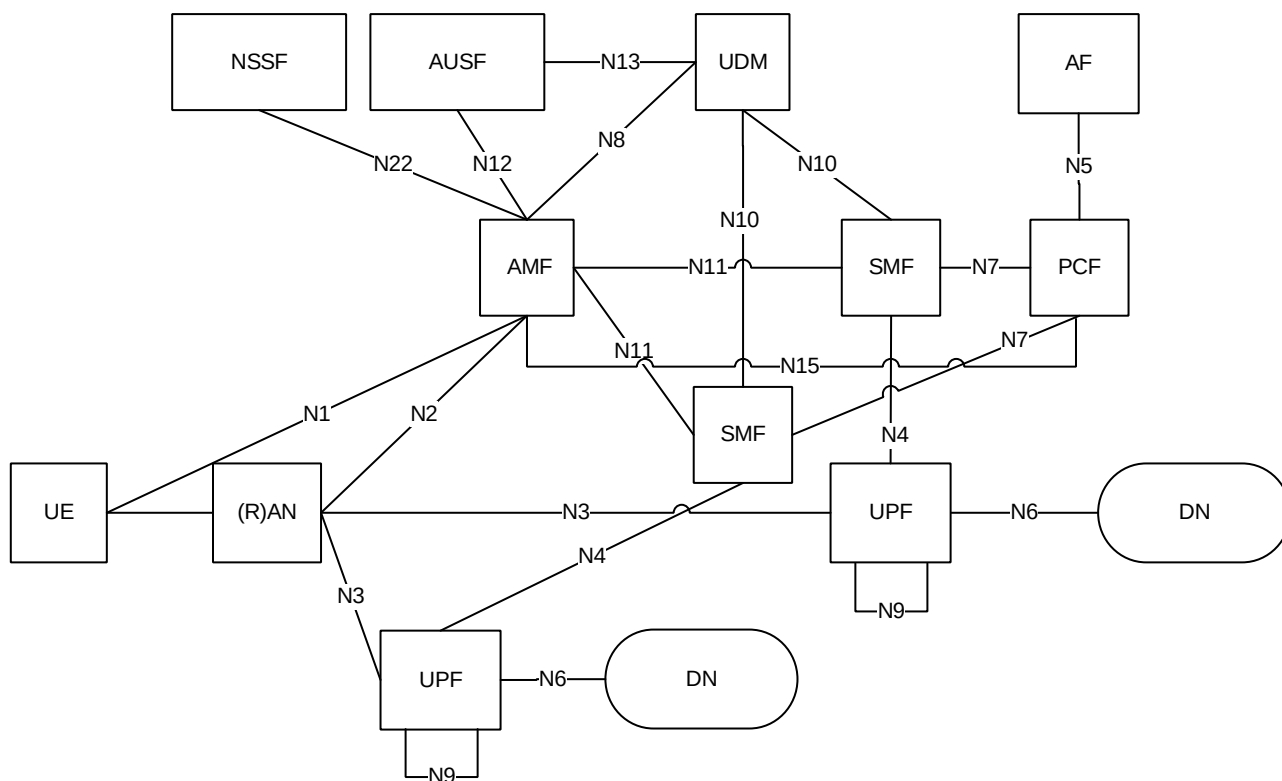 NSSF
AUSF
N13
UDM
AF
N22
N12
N8
N10
N5
N10
AMF
N11
SMF
N7
PCF
N11
N7
N15
N1
N2
SMF
N4
UE
(R)AN
N3
UPF
N6
DN
N4
N3
N9
UPF
N6
DN
N9